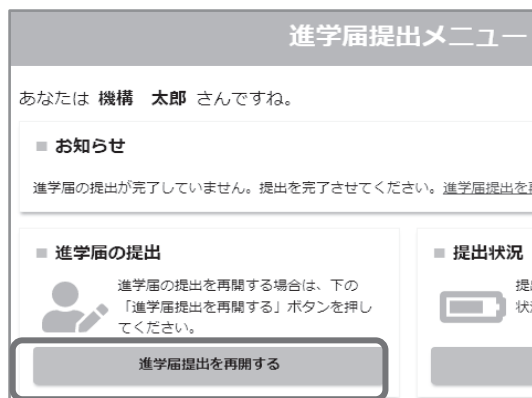 進学届提出メニュー
あなたは 機構　太郎 さんですね。
■ お知らせ
進学届の提出が完了していません。提出を完了させてください。進学届提出を再
■ 進学届の提出
進学届の提出を再開する場合は、下の
「進学届提出を再開する」ボタンを押し
てください。
進学届提出を再開する
■ 提出状況
提
状